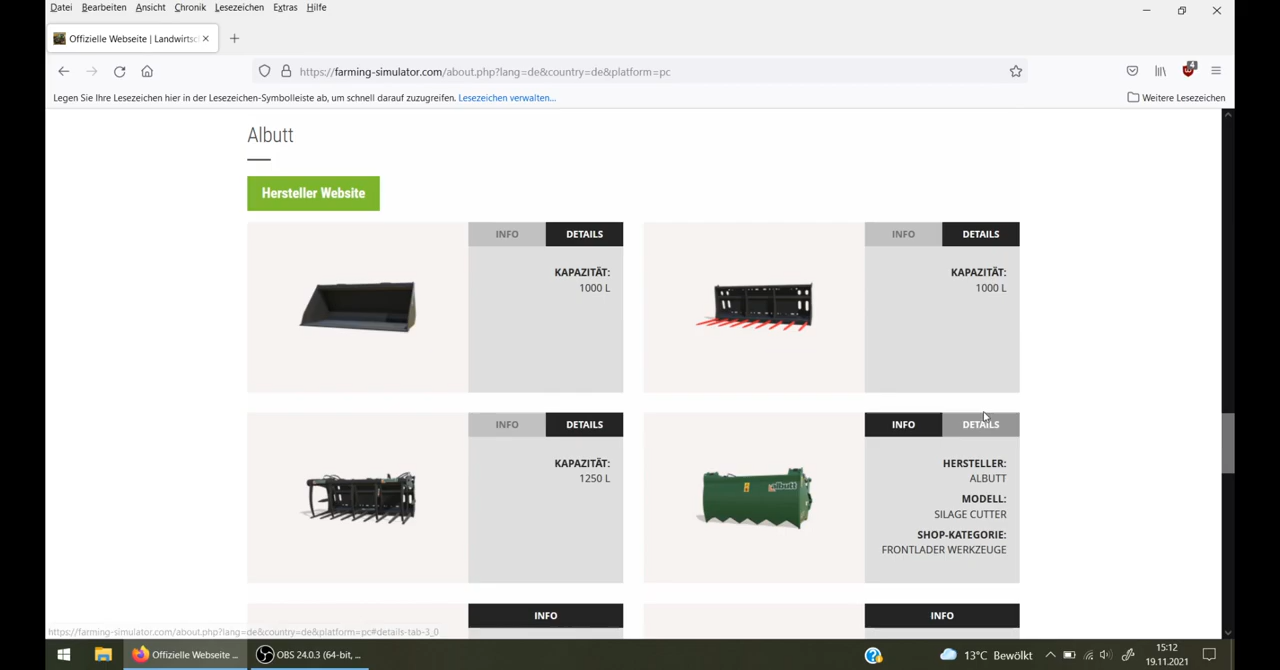 Datei Bearbeiten Ansicht Chronik Lesezeichen Extras Hilfe
Offizielle Webseite | Landwirtsc
https://farming-simulator.com/about.php?lang=de&country=de&platform=pc
4
Legen Sie Ihre Lesezeichen hier in der Lesezeichen-Symbolleiste ab, um schnell darauf zuzugreifen. Lesezeichen verwalten...
Weitere Lesezeichen
Albutt
Hersteller Website
INFO DETAILS
KAPAZITÄT:
1000 L
INFO DETAILS
KAPAZITÄT:
1000 L
INFO DETAILS
KAPAZITÄT:
1250 L
albutt
INFO DETAILS
HERSTELLER:
ALBUTT
MODELL:
SILAGE CUTTER
SHOP-KATEGORIE:
FRONTLADER WERKZEUGE
INFO
INFO
https://farming-simulator.com/about.php?lang=de&country=de&platform=pc#details-tab-3_0
Offizielle Webseite ...
OBS 24.0.3 (64-bit, ...
13°C Bewölkt
15:12
19.11.2021